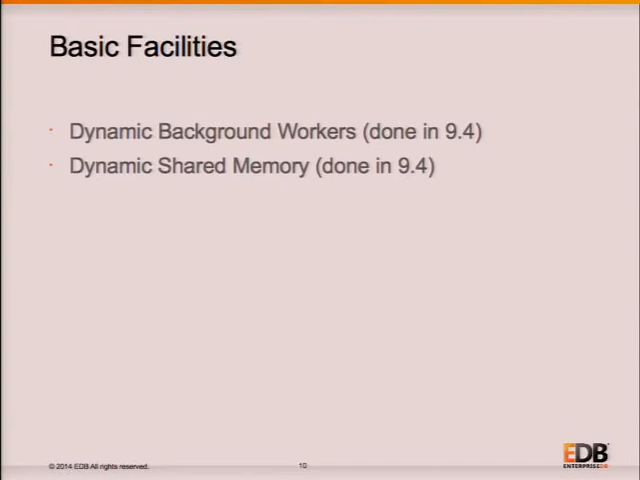 Basic Facilities
· Dynamic Background Workers (done in 9.4)
· Dynamic Shared Memory (done in 9.4)
© 2014 EDB All rights reserved.
10
EDB
ENTERPRISEDB